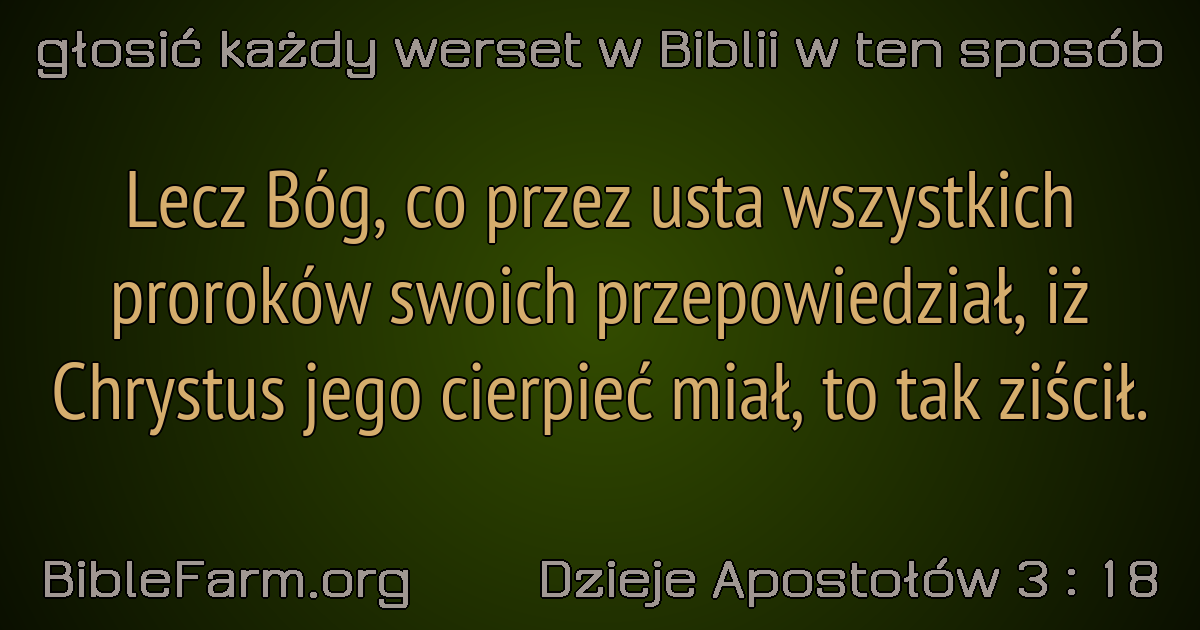 głosić każdy werset w Biblii w ten sposób
Lecz Bóg, co przez usta wszystkich
proroków swoich przepowiedział, iż
Chrystus jego cierpieć miał, to tak ziścił.
BibleFarm.org
Dzieje Apostołów 3 : 18